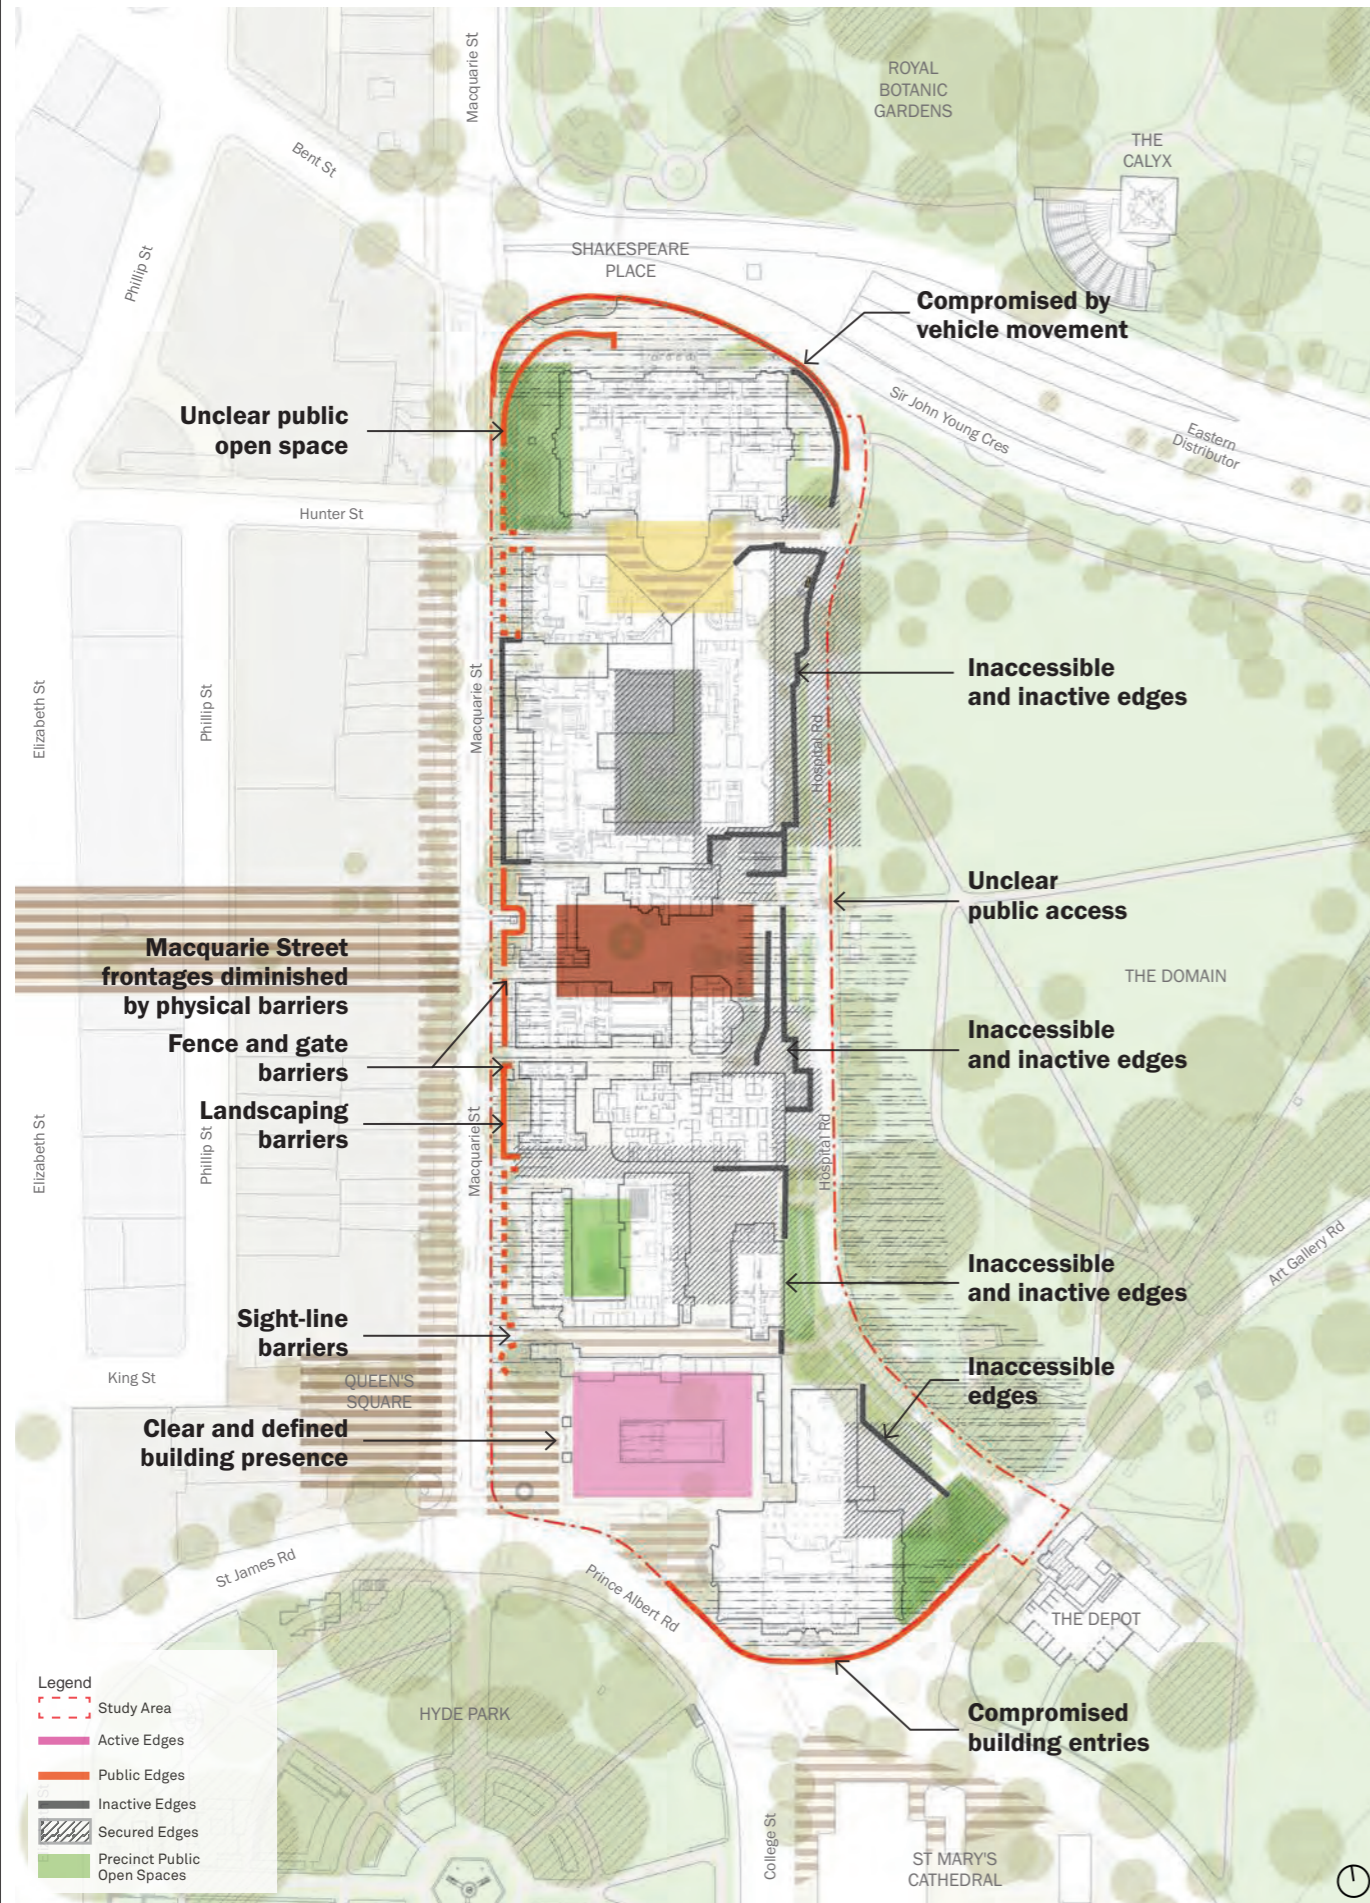 Macquarie St
ROYAL
BOTANIC
GARDENS
THE
CALYX
Bent St
Phillip St
SHAKESPEARE
PLACE
Compromised by
vehicle movement
Sir John Young Cres
Eastern
Distributor
Unclear public
open space
Hunter St
Inaccessible
and inactive edges
Elizabeth St
Phillip St
Macquarie St
Hospital Rd
Unclear
public access
Macquarie Street
frontages diminished
by physical barriers
THE DOMAIN
Fence and gate
barriers
Inaccessible
and inactive edges
Landscaping
barriers
Elizabeth St
Phillip St
Macquarie St
Hospital Rd
Inaccessible
and inactive edges
Art Gallery Rd
Sight-line
barriers
King St
QUEEN'S
SQUARE
Inaccessible
edges
Clear and defined
building presence
St James Rd
Prince Albert Rd
THE DEPOT
Legend
Study Area
Active Edges
Public Edges
Inactive Edges
Secured Edges
Precinct Public
Open Spaces
HYDE PARK
Compromised
building entries
College St
ST MARY'S
CATHEDRAL